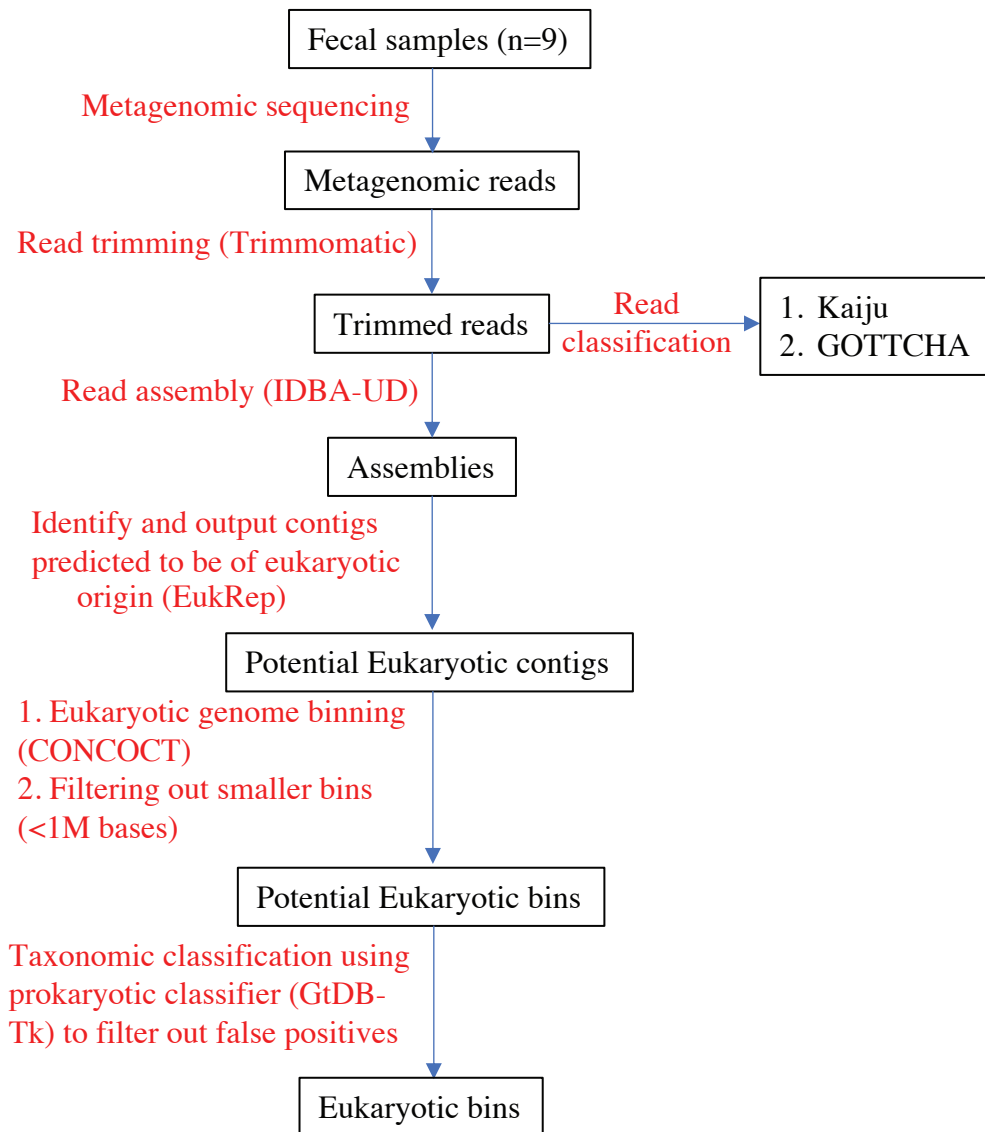 Fecal samples (n=9)
Metagenomic sequencing
Metagenomic reads
Read trimming (Trimmomatic)
Trimmed reads
Read
classification
1. Kaiju
2. GOTTCHA
Read assembly (IDBA-UD)
Assemblies
Identify and output contigs
predicted to be of eukaryotic
origin (EukRep)
Potential Eukaryotic contigs
1. Eukaryotic genome binning
(CONCOCT)
2. Filtering out smaller bins
(<1M bases)
Potential Eukaryotic bins
Taxonomic classification using
prokaryotic classifier (GtDB-
Tk) to filter out false positives
Eukaryotic bins